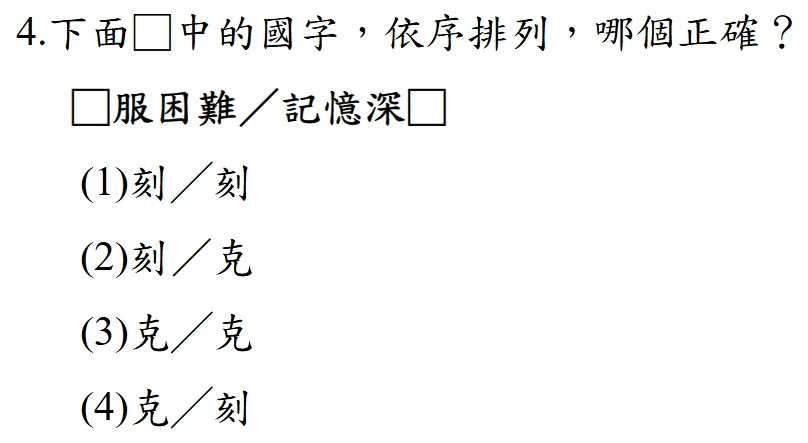 4.下面□中的國字，依序排列，哪個正確？
□服困難／記憶深□
(1)刻／刻
(2)刻／克
(3)克／克
(4)克／刻